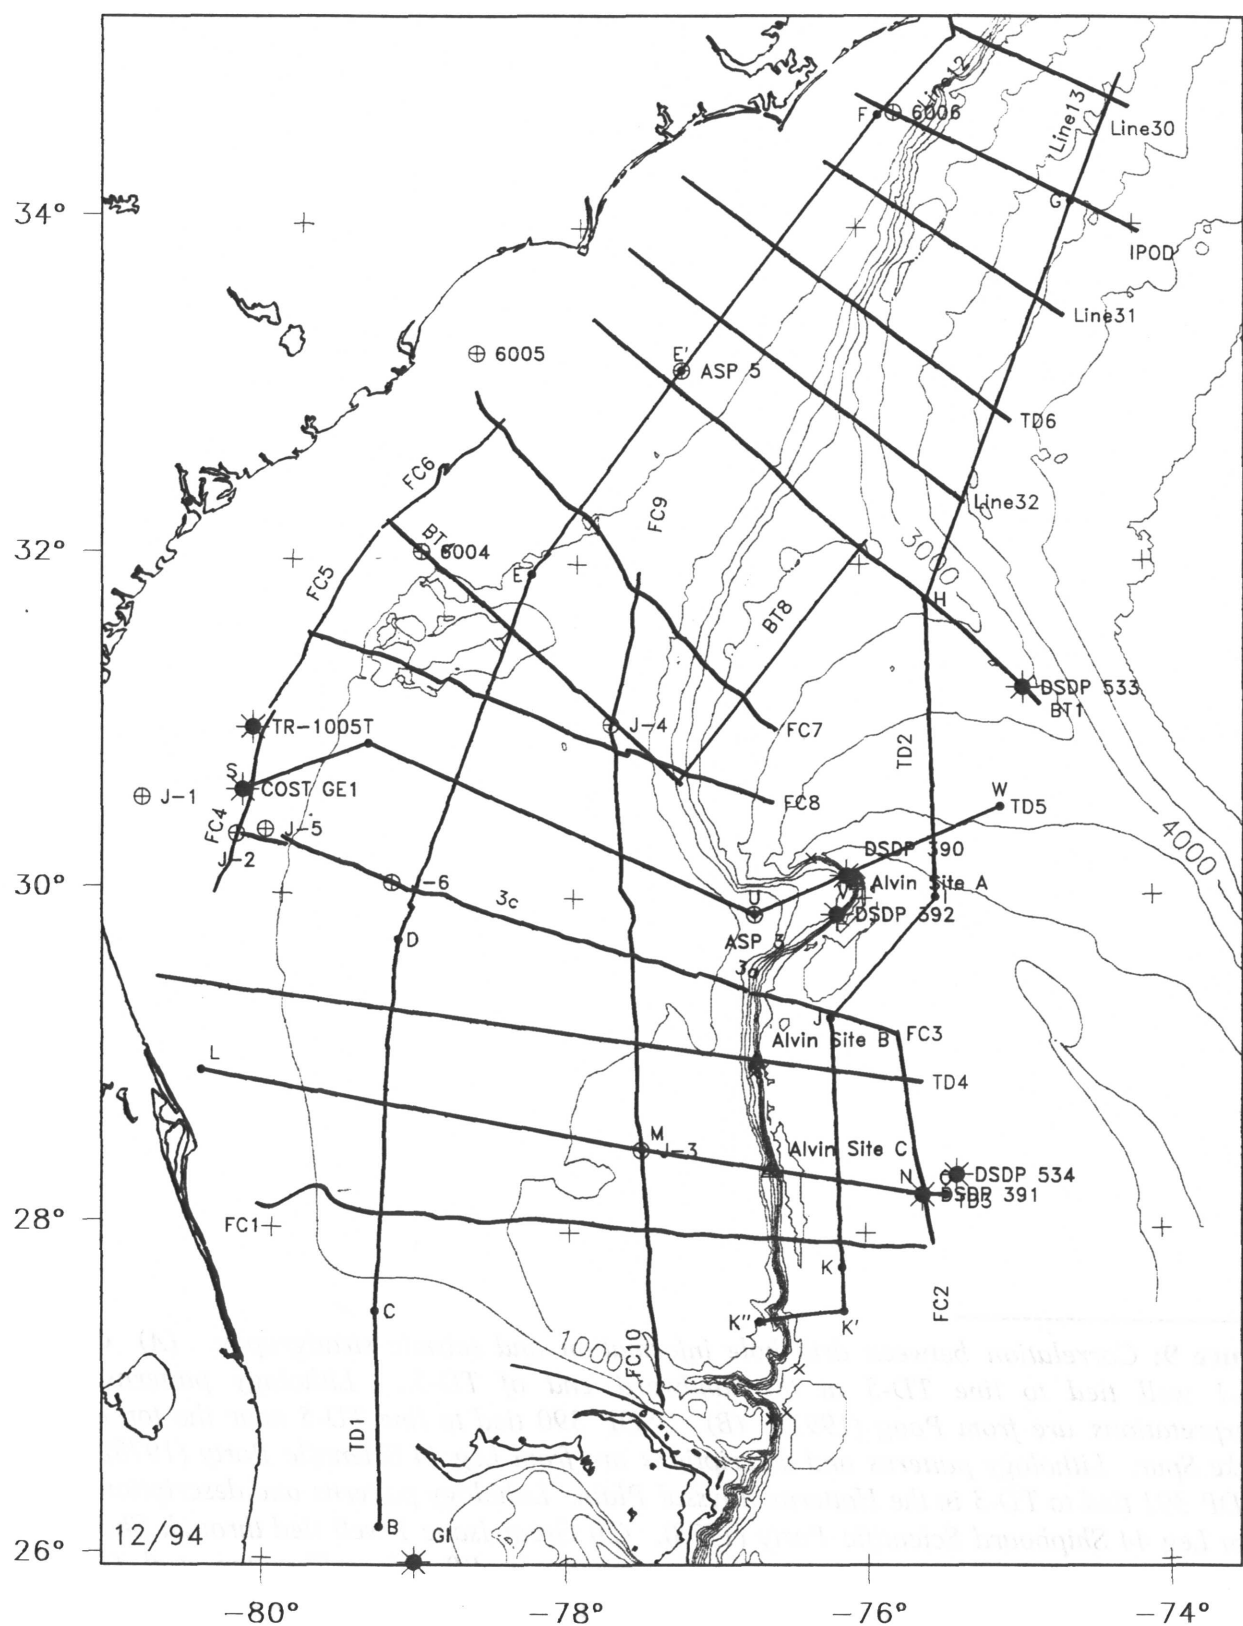 Line12
F
6006
Line13
Line30
34°
G
IPOD
Line31
6005
E'
ASP 5
TD6
FC6
FC9
Line32
3000
BT
6004
32°
E
FC5
BT8
H
DSDP 533
BT1
TR-1005T
J-4
FC7
TD2
S
COST GE1
J-1
FC8
W
TD5
FC4
J-5
4000
J-2
DSDP 390
Alvin Site A
30°
-6
3c
U
V
I
DSDP 392
ASP 3
D
3a
J
FC3
Alvin Site B
L
TD4
M
J-3
Alvin Site C
N
O
DSDP 534
DSDP 391
TD3
28°
FC1
K
FC2
C
K"
K'
1000
FC10
TD1
B
12/94
GI
26°
-80°
-78°
-76°
-74°